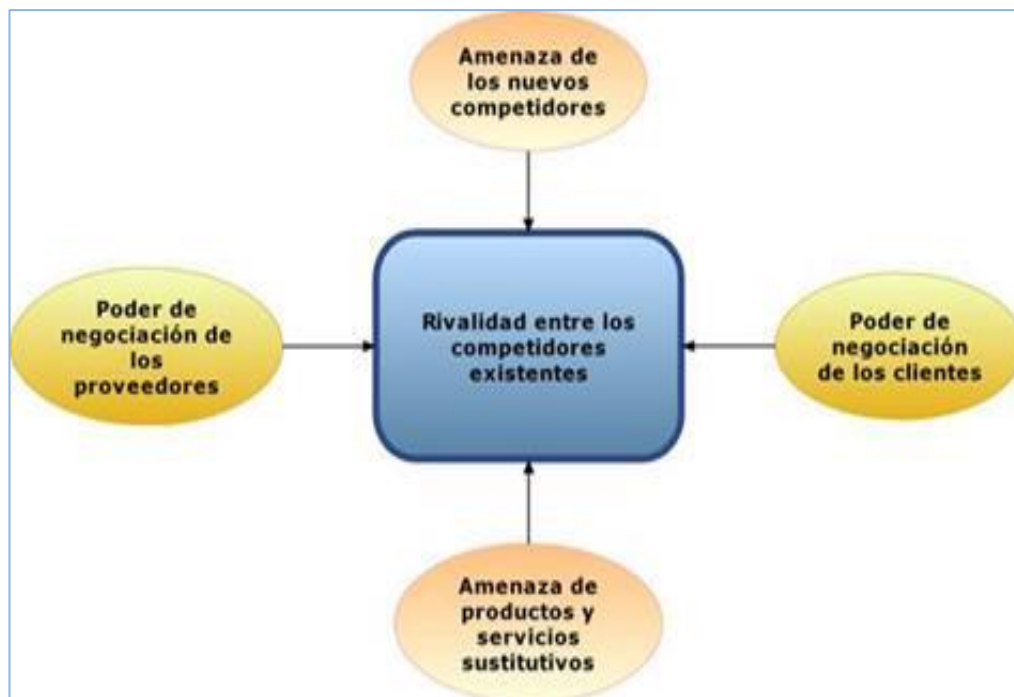 Amenaza de
los nuevos
competidores
Poder de
negociación de
los
proveedores
Rivalidad entre los
competidores
existentes
Poder de
negociación
de los clientes
Amenaza de
productos y
servicios
sustitutivos